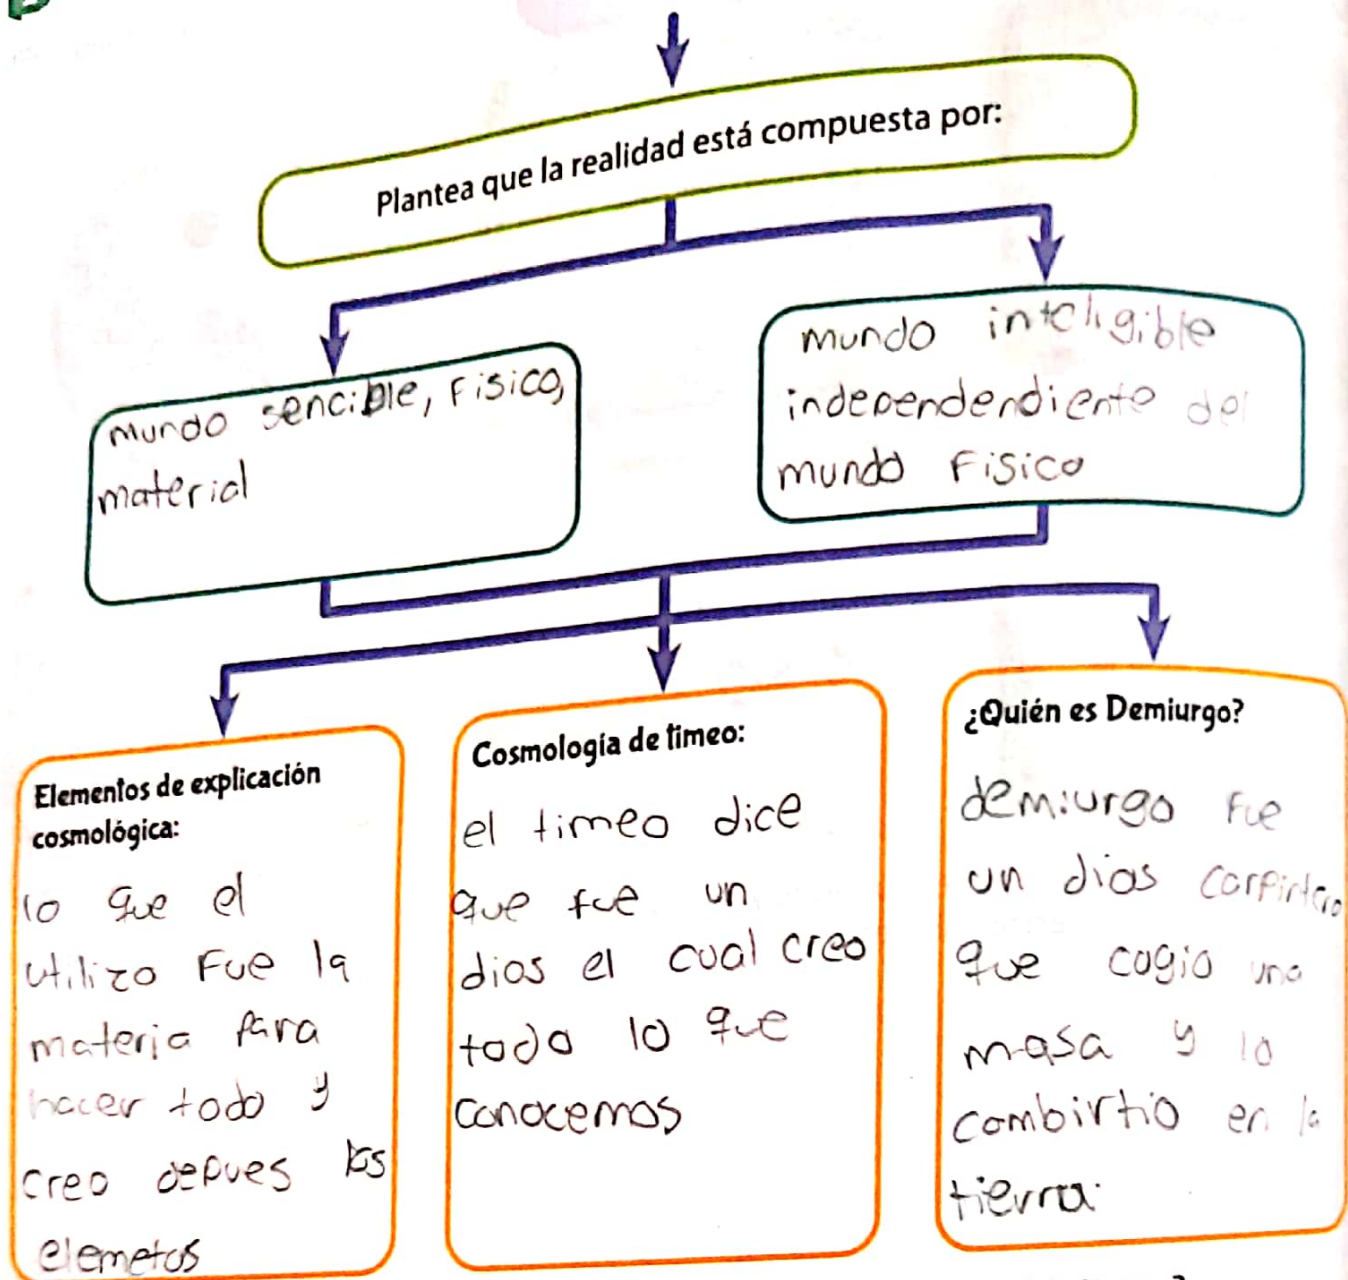 Plantea que la realidad está compuesta por:
mundo sencible, Fisico,
material
mundo inteligible
indepenendendiente del
mundo Fisico
Elementos de explicación
cosmológica:
lo que el
utilizo Fue la
materia para
hacer todo y
creo depues los
elemetos
Cosmología de timeo:
el timeo dice
que fue un
dios el cual creo
todo lo que
conocemos
¿Quién es Demiurgo?
demiurgo Fue
un dios carpintero
que cogio una
masa y la
combirtio en la
tierra.